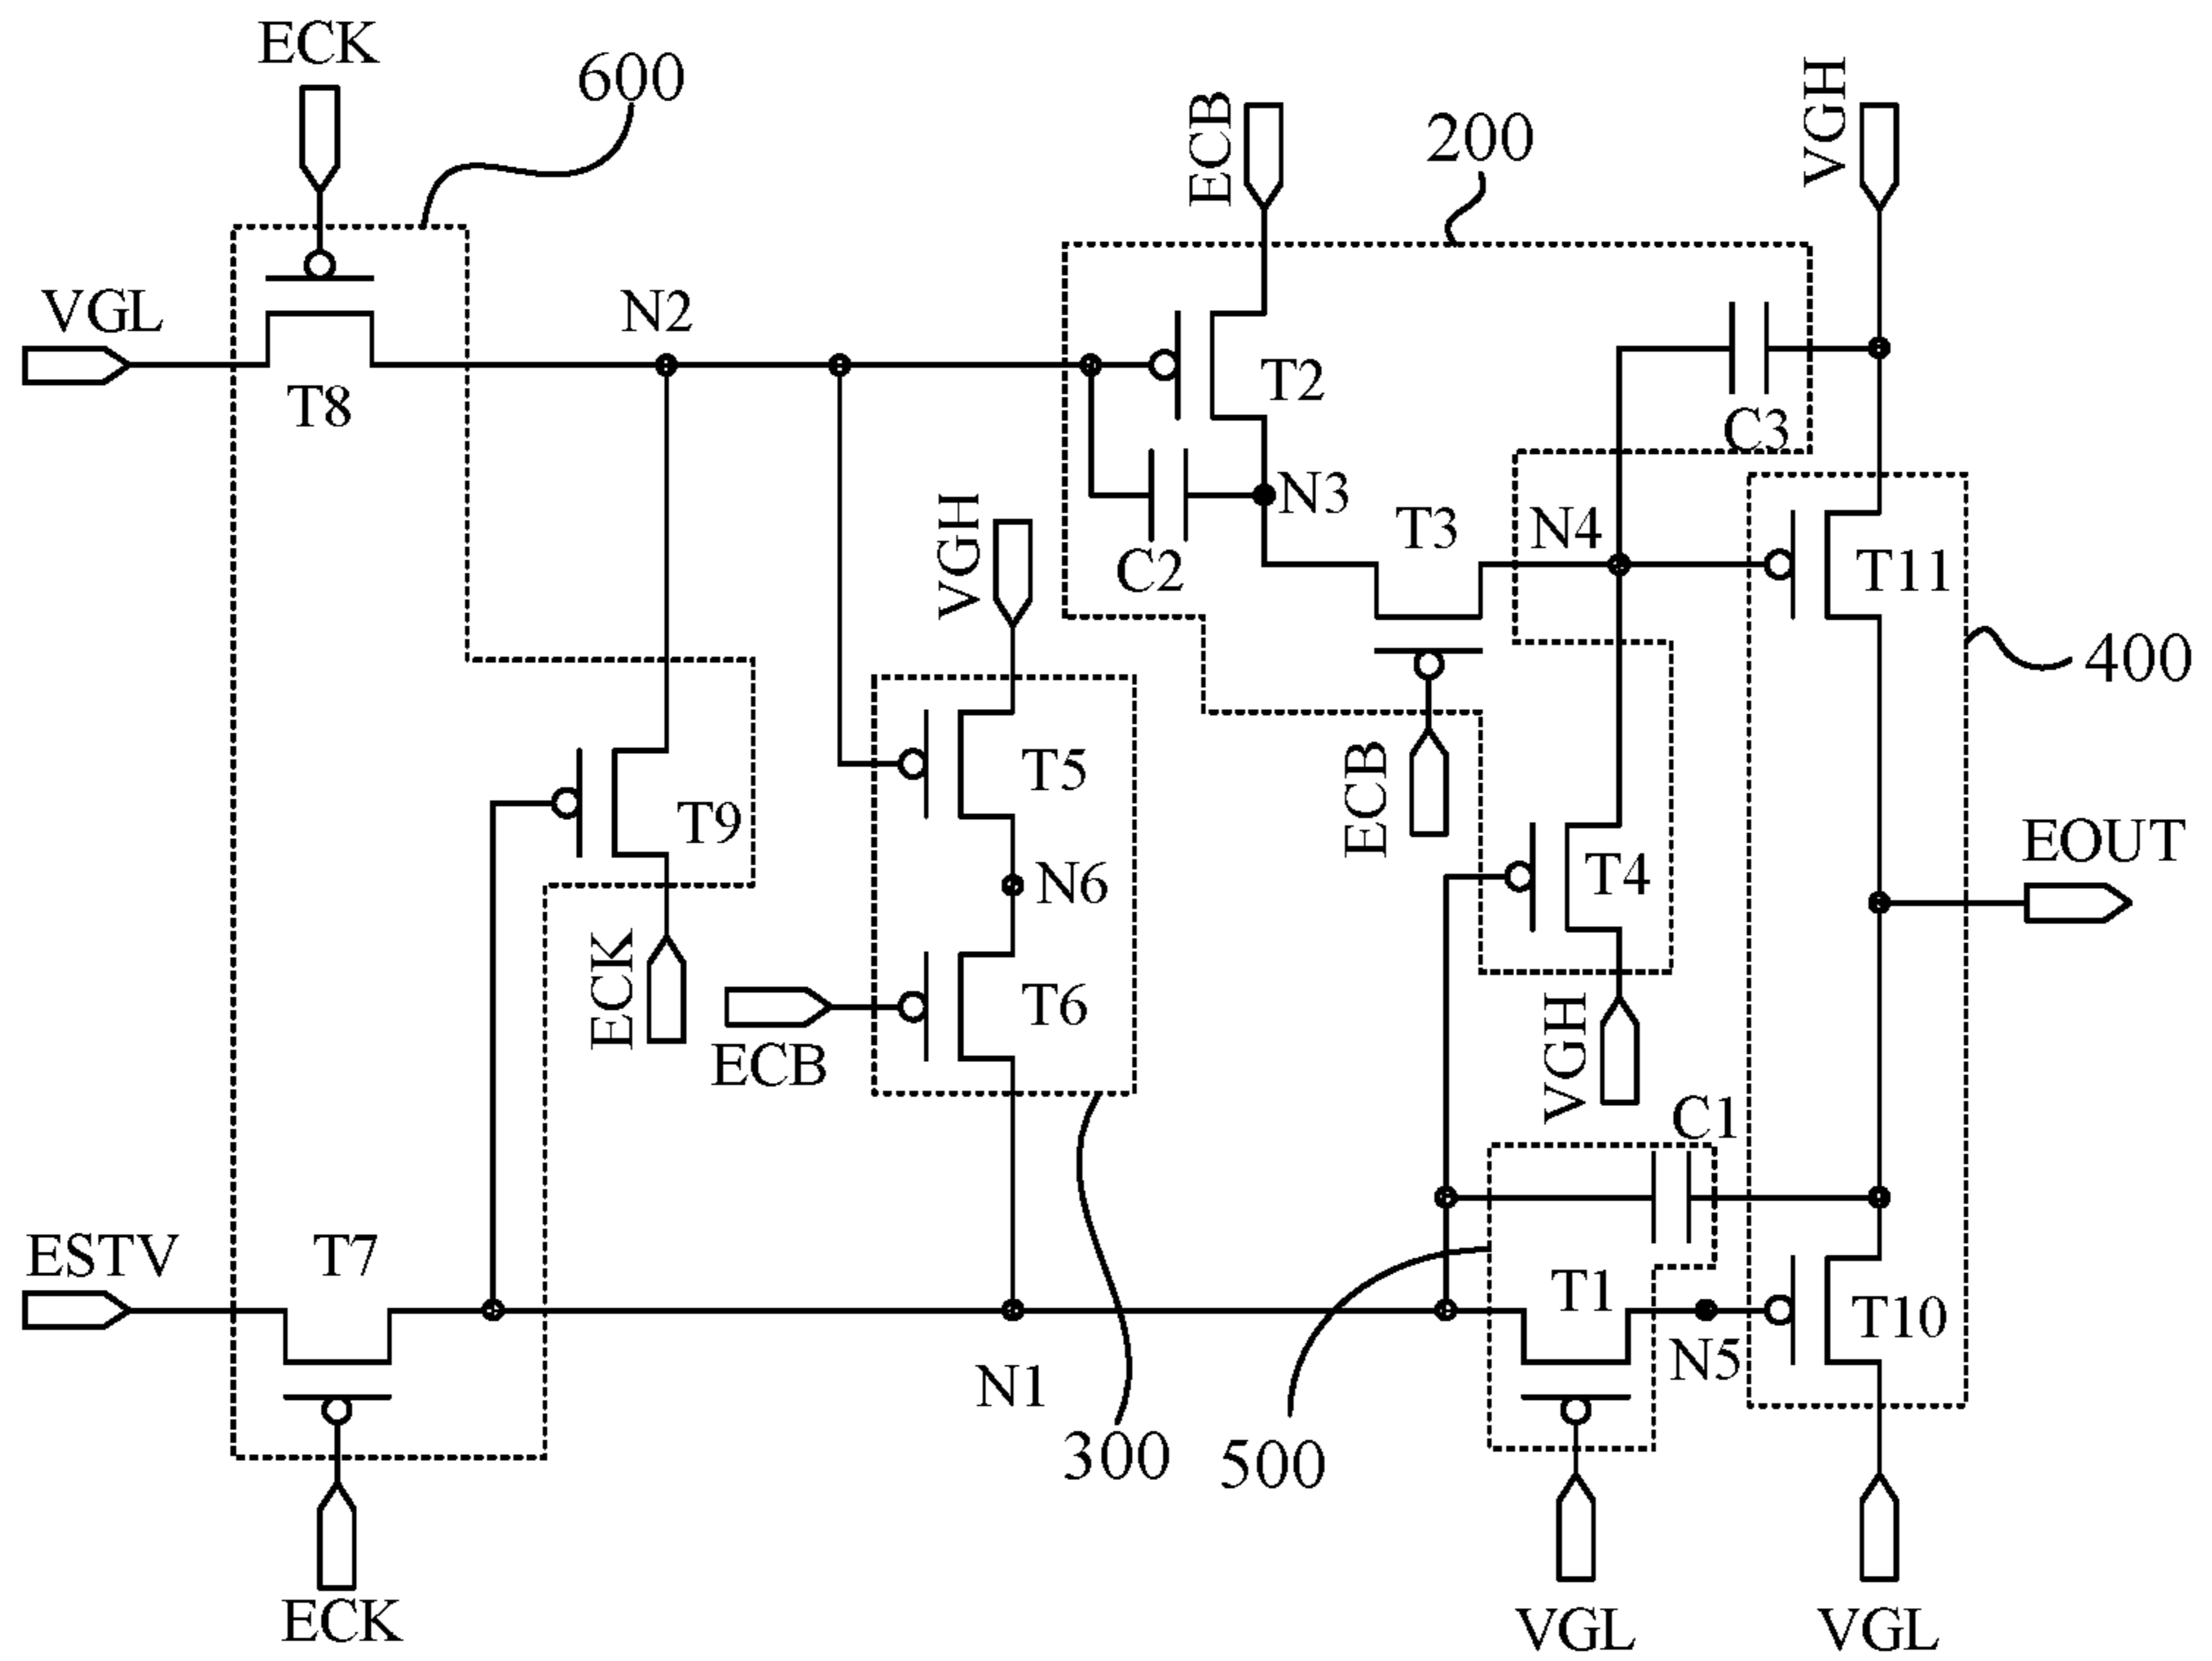 ECK
600
ECB
200
VGH
VGL
N2
T8
T2
C3
N3
VGH
C2
T3
N4
T11
400
T5
T9
ECB
T4
EOUT
N6
ECK
T6
ECB
VGH
C1
ESTV
T7
T1
T10
N1
N5
300
500
ECK
VGL
VGL